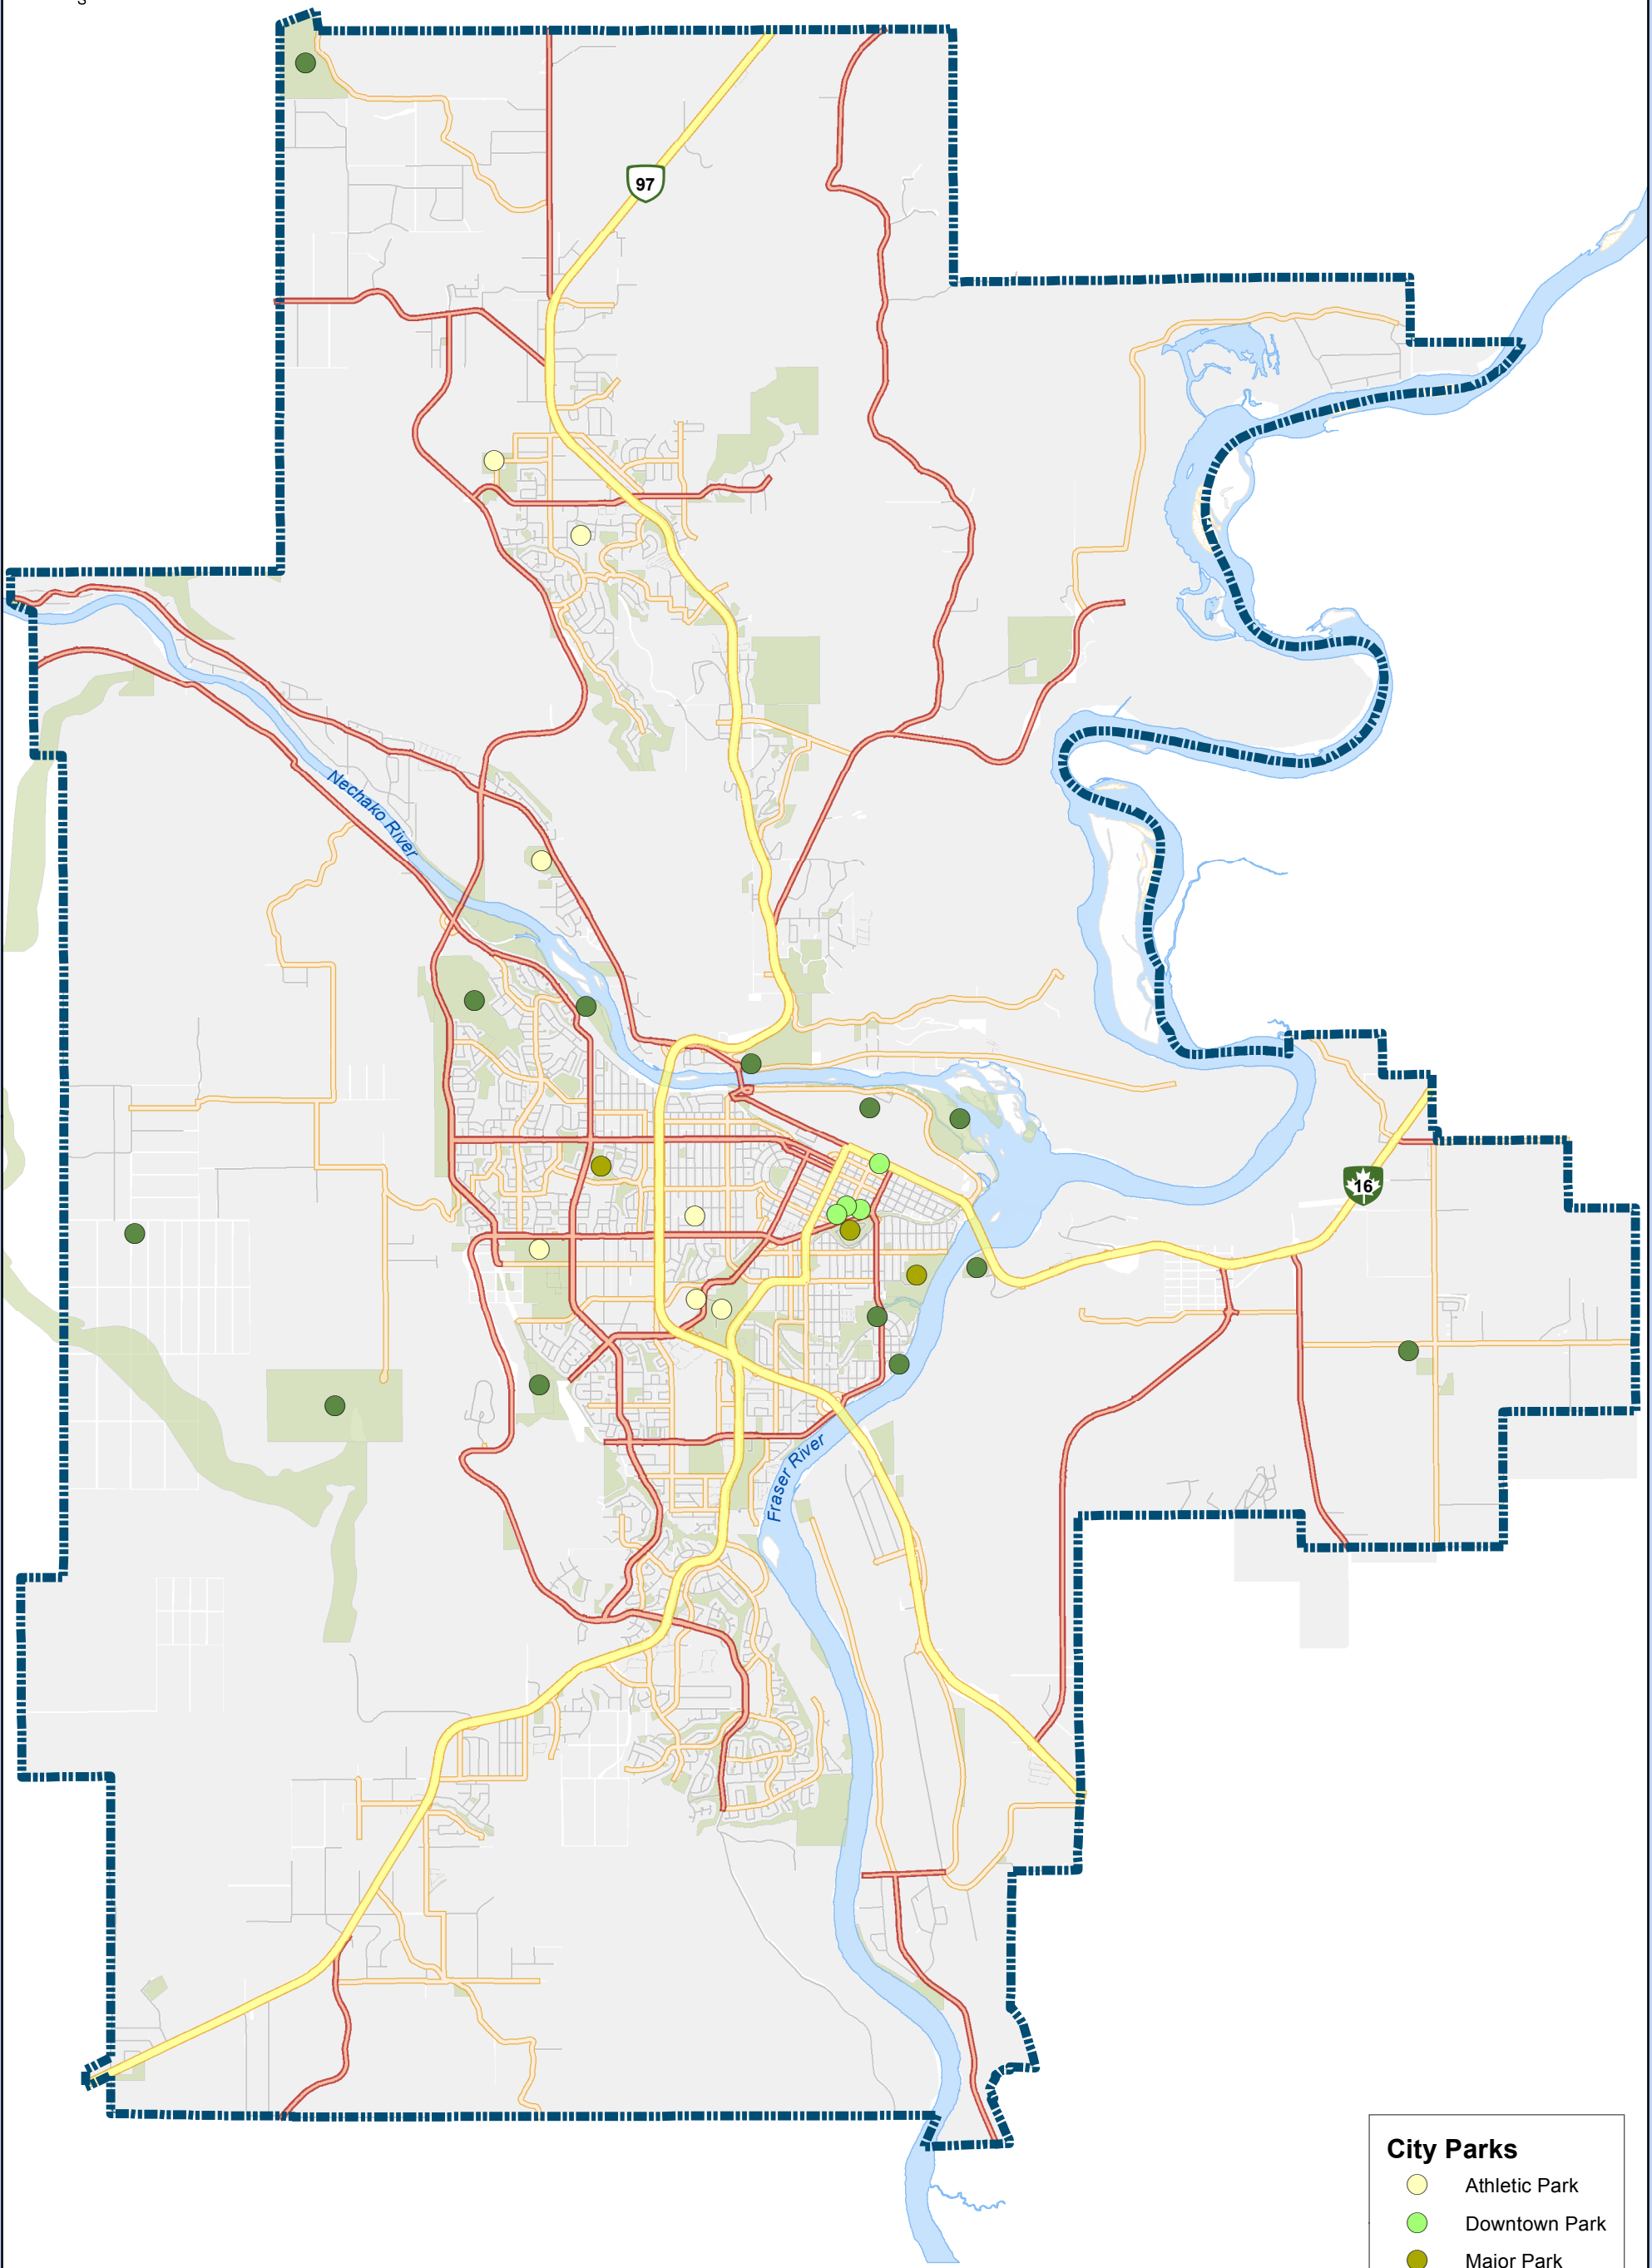 S
97
Nechako River
16
Fraser River
City Parks
Athletic Park
Downtown Park
Major Park